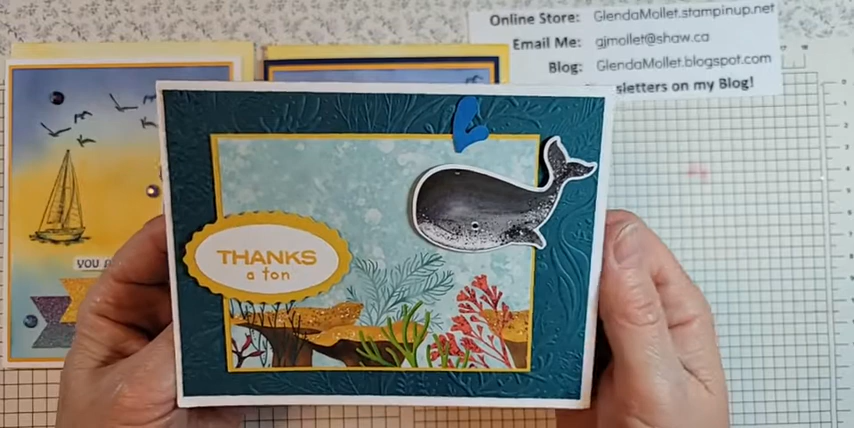 Online Store: GlendaMollet.stampinup.net
Email Me: gjmollet@shaw.ca
Blog: GlendaMollet.blogspot.com
sletters on my Blog!
THANKS
a ton
YOU